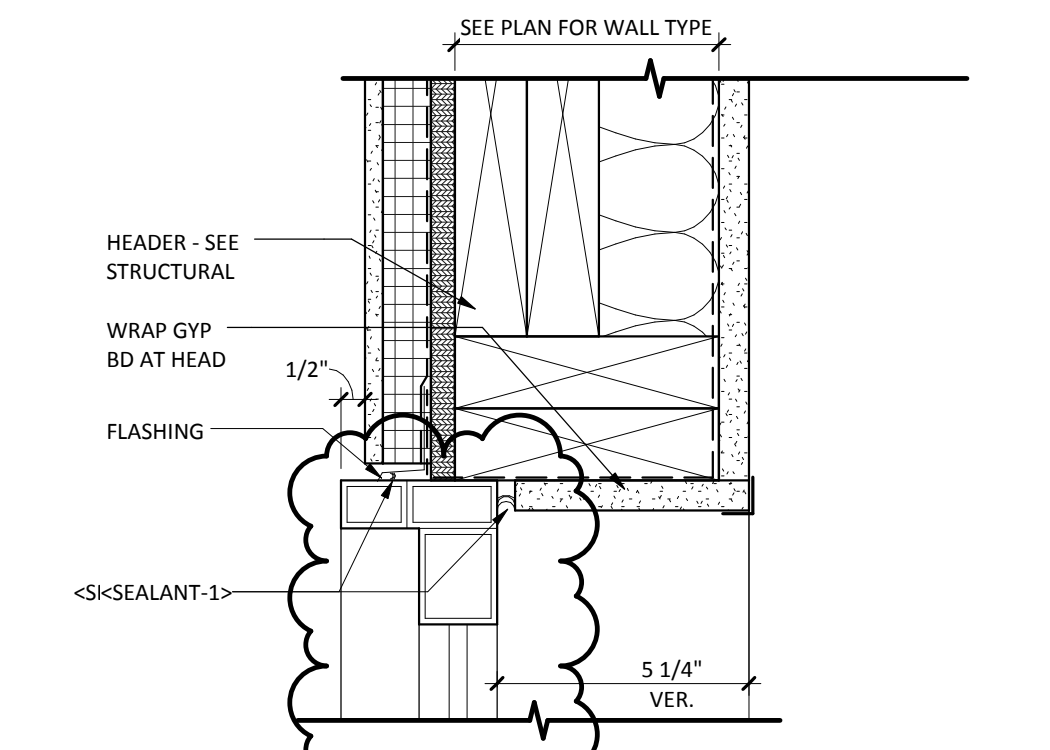 SEE PLAN FOR WALL TYPE
HEADER - SEE
STRUCTURAL
WRAP GYP
BD AT HEAD
1/2"
FLASHING
<SI<SEALANT-1>
5 1/4"
VER.